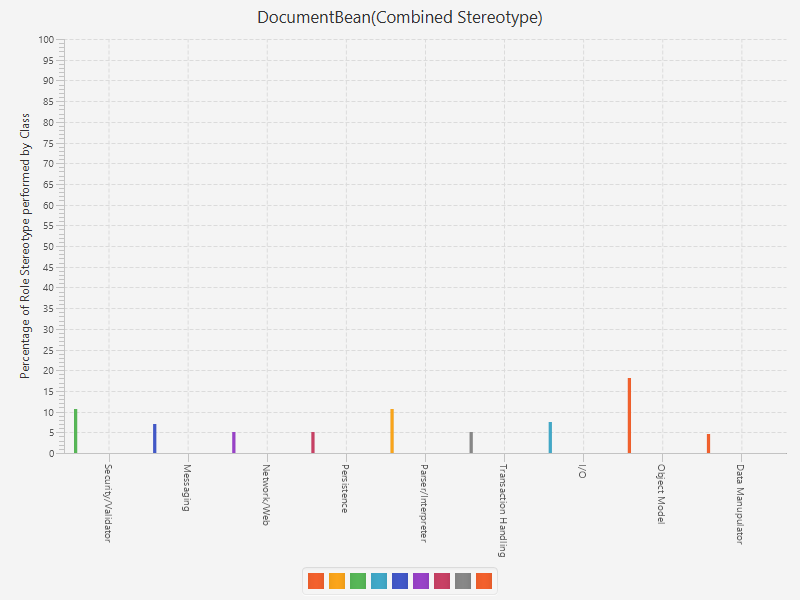 DocumentBean(Combined Stereotype)
Percentage of Role Stereotype performed by Class
100
95
90
85
80
75
70
65
60
55
50
45
40
35
30
25
20
15
10
5
0
Security/Validator
Messaging
Network/Web
Persistence
Parser/Interpreter
Transaction Handling
I/O
Object Model
Data Manupulator